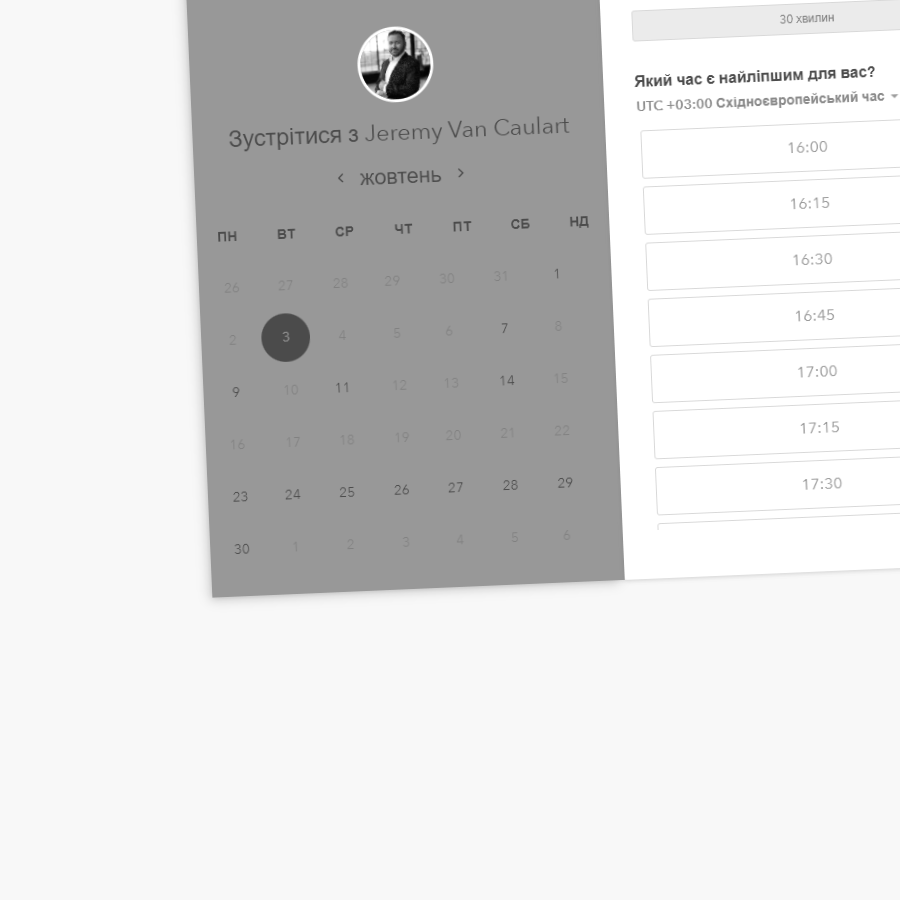 Зустрітися з Jeremy Van Caulart
жовтень
ПН ВТ СР ЧТ ПТ СБ НД
26 27 28 29 30 31 1
2 3 4 5 6 7 8
9 10 11 12 13 14 15
16 17 18 19 20 21 22
23 24 25 26 27 28 29
30 1 2 3 4 5 6
30 хвилин
Який час є найліпшим для вас?
UTC +03:00 Східноєвропейський час
16:00
16:15
16:30
16:45
17:00
17:15
17:30